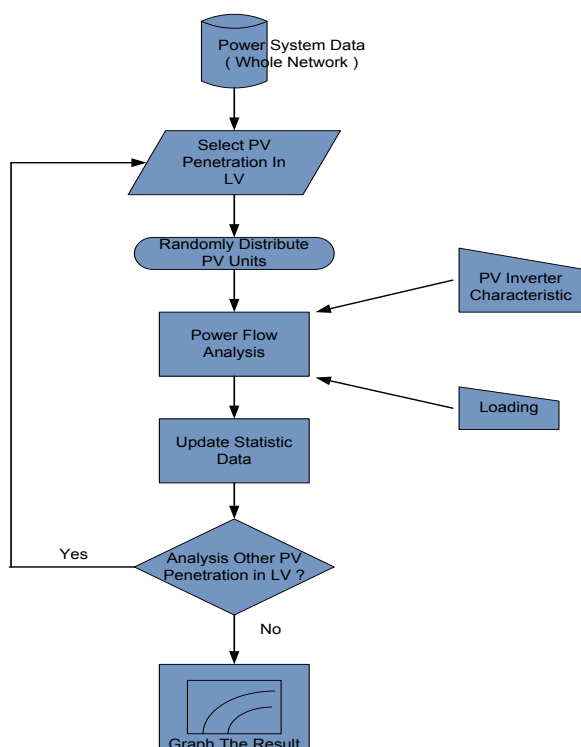 Power System Data
( Whole Network )
Select PV
Penetration In
LV
Randomly Distribute
PV Units
PV Inverter
Characteristic
Power Flow
Analysis
Loading
Update Statistic
Data
Yes
Analysis Other PV
Penetration in LV ?
No
Graph The Result